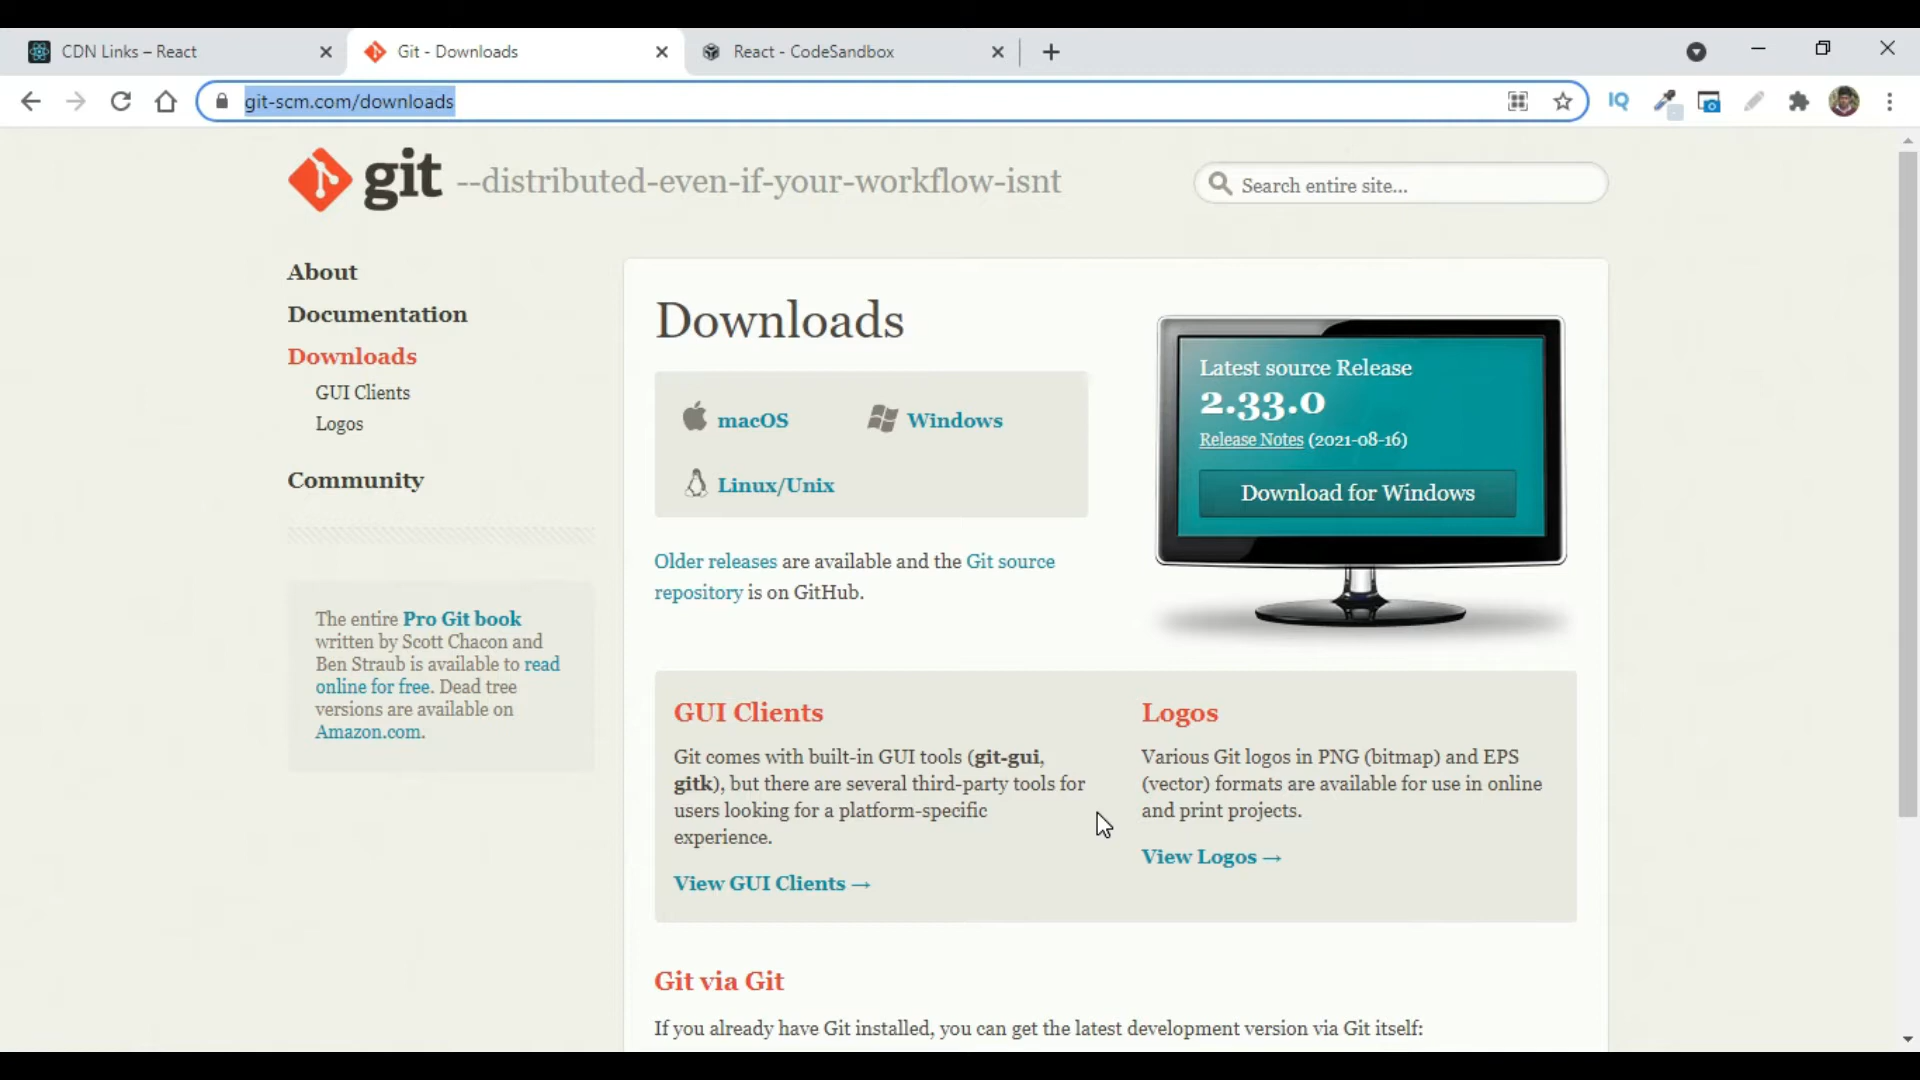 CDN Links – React
Git - Downloads
React - CodeSandbox
git-scm.com/downloads
IQ
git --distributed-even-if-your-workflow-isnt
Search entire site...
About
Documentation
Downloads
GUI Clients
Logos
Community
The entire Pro Git book
written by Scott Chacon and
Ben Straub is available to read
online for free. Dead tree
versions are available on
Amazon.com.
Downloads
macOS
Windows
Linux/Unix
Older releases are available and the Git source
repository is on GitHub.
Latest source Release
2.33.0
Release Notes (2021-08-16)
Download for Windows
GUI Clients
Git comes with built-in GUI tools (git-gui,
gitk), but there are several third-party tools for
users looking for a platform-specific
experience.
View GUI Clients →
Logos
Various Git logos in PNG (bitmap) and EPS
(vector) formats are available for use in online
and print projects.
View Logos →
Git via Git
If you already have Git installed, you can get the latest development version via Git itself: